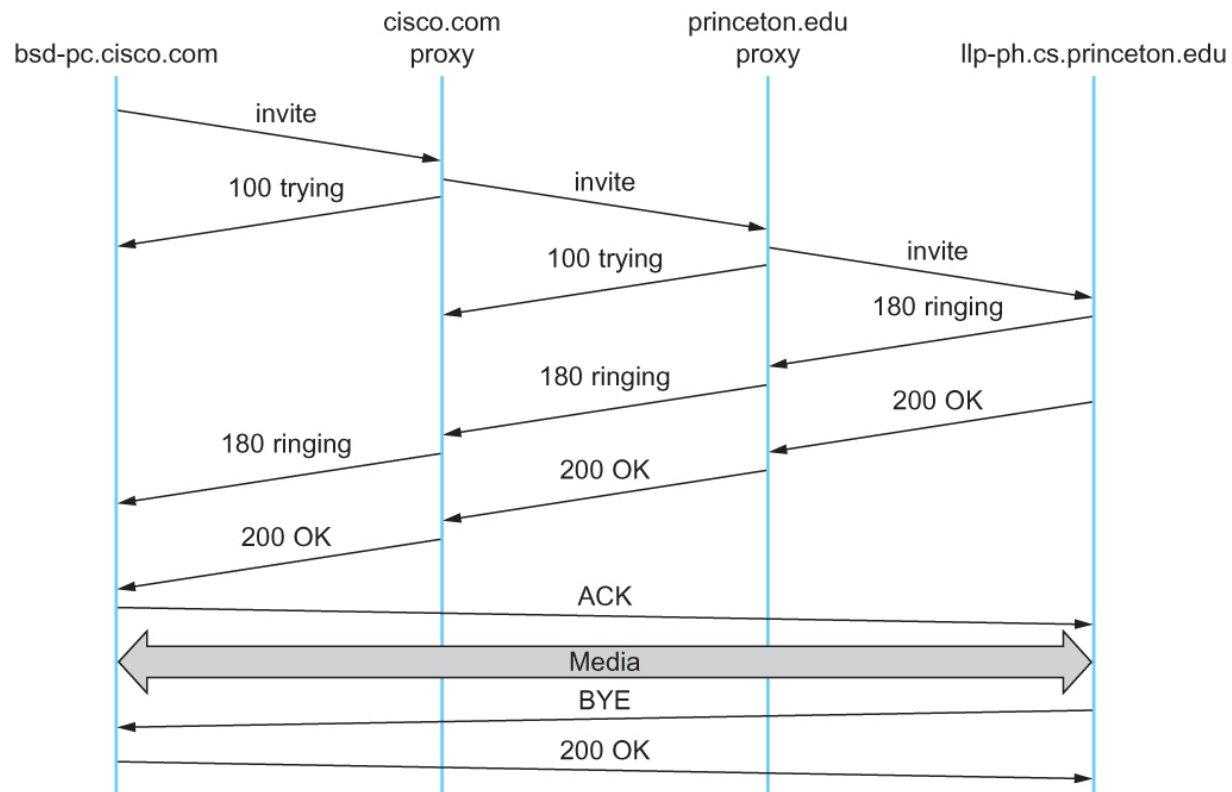 bsd-pc.cisco.com
cisco.com
proxy
princeton.edu
proxy
llp-ph.cs.princeton.edu
invite
100 trying
invite
100 trying
invite
180 ringing
180 ringing
200 OK
180 ringing
200 OK
200 OK
ACK
Media
BYE
200 OK